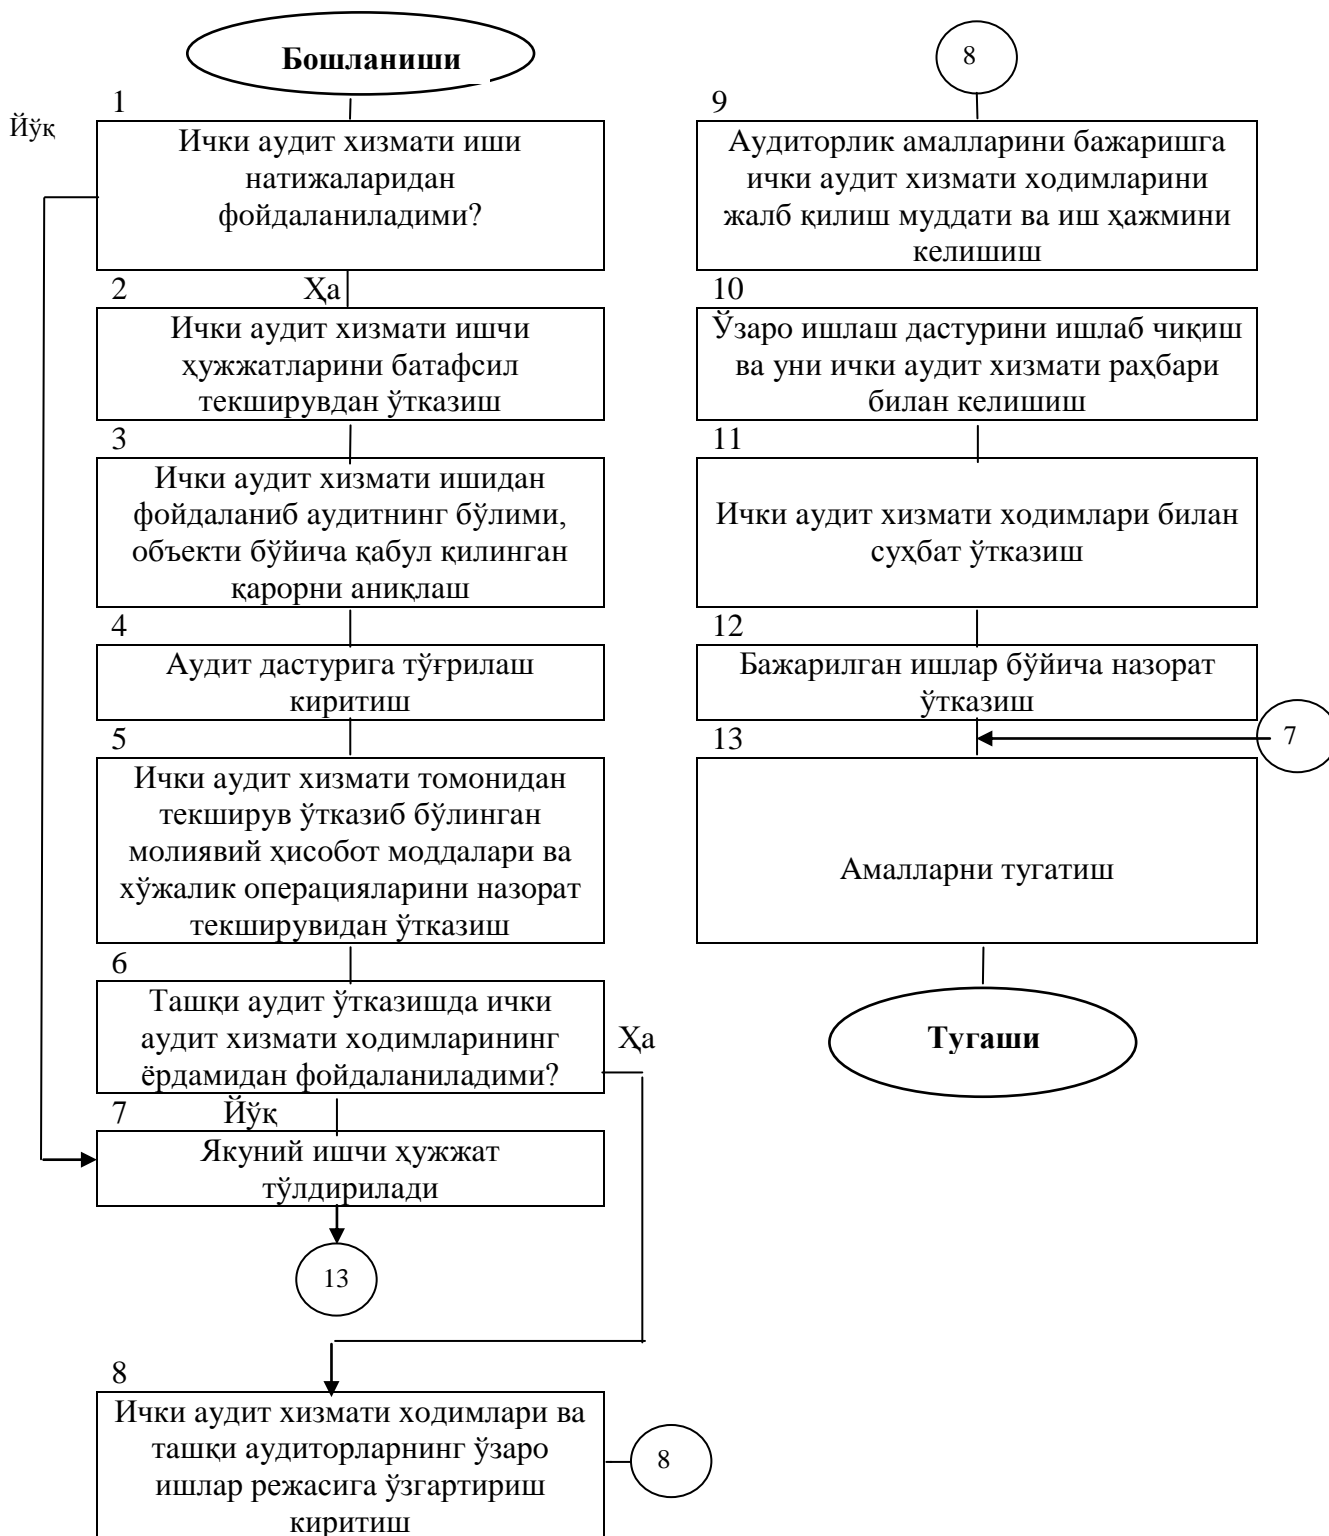 Бошланиши
Йўқ
1
Ички аудит хизмати иши
натижаларидан
фойдаланиладими?
2
Ҳа
Ички аудит хизмати ишчи
ҳужжатларини батафсил
текширувдан ўтказиш
3
Ички аудит хизмати ишидан
фойдаланиб аудитнинг бўлими,
объекти бўйича қабул қилинган
қарорни аниқлаш
4
Аудит дастурига тўғрилаш
киритиш
5
Ички аудит хизмати томонидан
текширув ўтказиб бўлинган
молиявий ҳисобот моддалари ва
хўжалик операцияларини назорат
текширувидан ўтказиш
6
Ташқи аудит ўтказишда ички
аудит хизмати ходимларининг
ёрдамидан фойдаланиладими?
Ҳа
7
Йўқ
Якуний ишчи ҳужжат
тўлдирилади
13
8
Ички аудит хизмати ходимлари ва
ташқи аудиторларнинг ўзаро
ишлар режасига ўзгартириш
киритиш
8
8
9
Аудиторлик амалларини бажаришга
ички аудит хизмати ходимларини
жалб қилиш муддати ва иш ҳажмини
келишиш
10
Ўзаро ишлаш дастурини ишлаб чиқиш
ва уни ички аудит хизмати раҳбари
билан келишиш
11
Ички аудит хизмати ходимлари билан
суҳбат ўтказиш
12
Бажарилган ишлар бўйича назорат
ўтказиш
7
13
Амалларни тугатиш
Тугаши